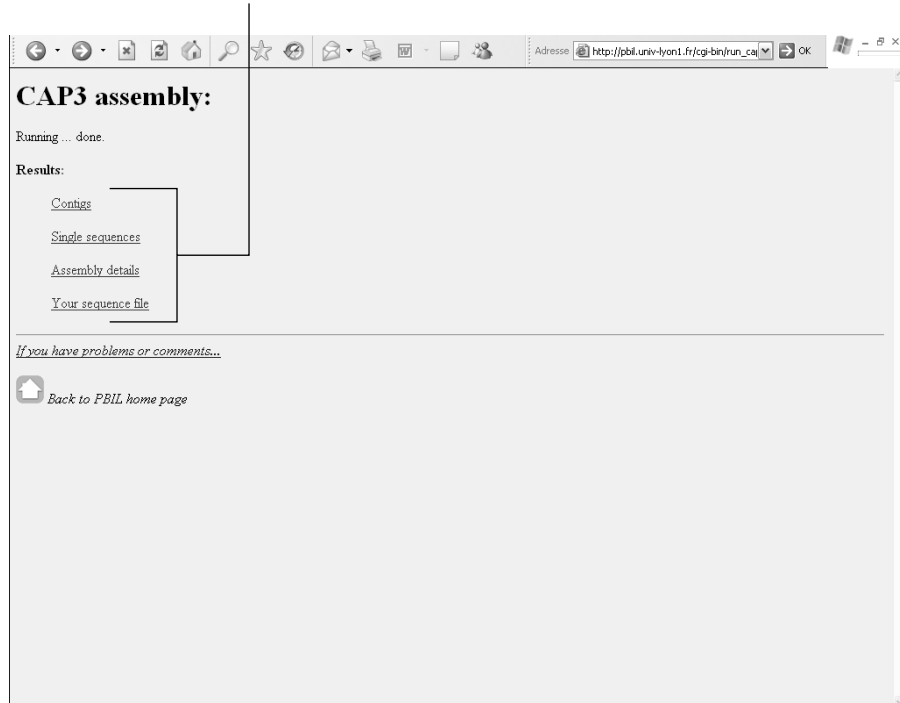 Adresse http://pbil.univ-lyon1.fr/cgi-bin/run_cap OK
CAP3 assembly:
Running ... done.
Results:
Contigs
Single sequences
Assembly details
Your sequence file
If you have problems or comments...
Back to PBIL home page